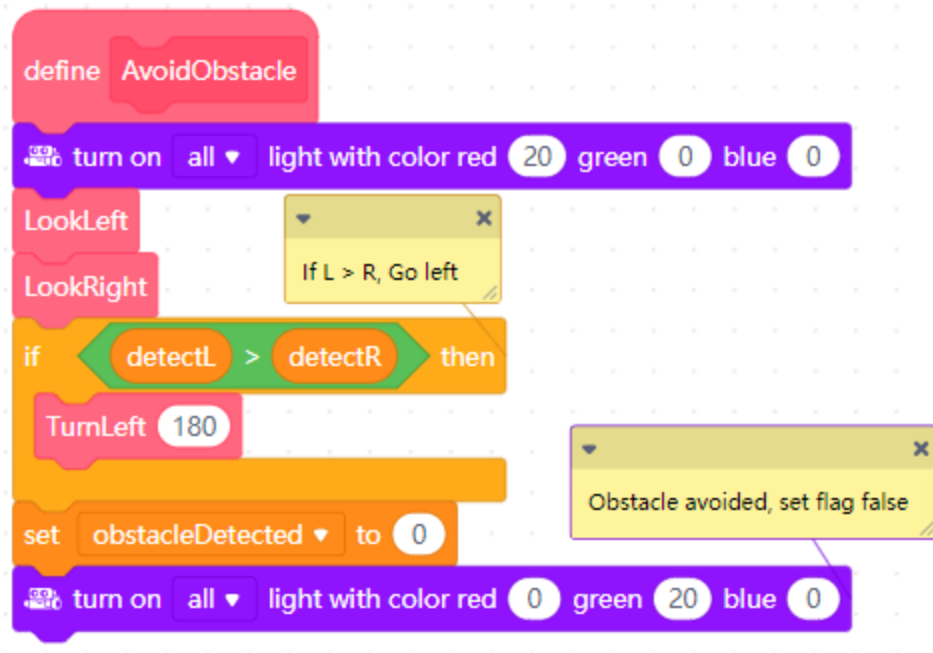 define AvoidObstacle
turn on all light with color red 20 green 0 blue 0
LookLeft
If L > R, Go left
LookRight
if detectL > detectR then
TurnLeft 180
Obstacle avoided, set flag false
set obstacleDetected to 0
turn on all light with color red 0 green 20 blue 0